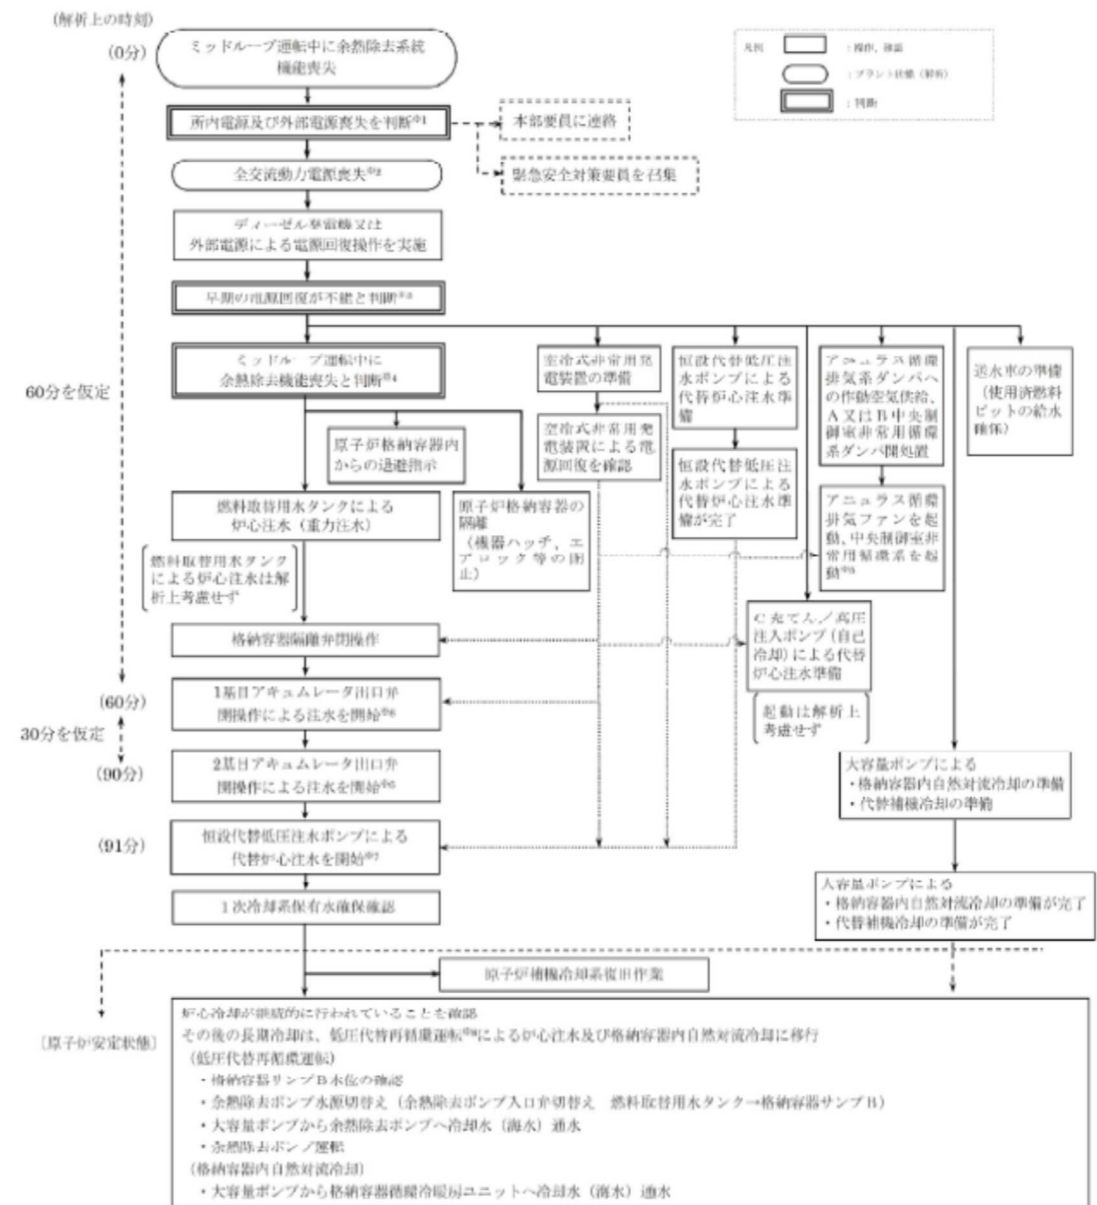 (解析上の時刻)
(0分)
ミッドループ運転中に余熱除去系統
機能喪失
凡例
：操作、確認
：プラント状態（解析）
：判断
所内電源及び外部電源喪失を判断※1
本部要員に連絡
緊急安全対策要員を召集
全交流動力電源喪失※2
ディーゼル発電機又は
外部電源による電源回復操作を実施
早期の電源回復が不能と判断※3
60分を仮定
ミッドループ運転中に
余熱除去機能喪失と判断※4
原子炉格納容器内
からの退避指示
燃料取替用水タンクによる
炉心注水（重力注水）
燃料取替用水タンク
による炉心注水は解
析上考慮せず
原子炉格納容器の
隔離
（機器ハッチ、エ
アロック等の閉
止）
空冷式非常用発
電装置の準備
空冷式非常用発
電装置による電
源回復を確認
恒設代替低圧注
水ポンプによる
代替炉心注水準
備
恒設代替低圧注
水ポンプによる
代替炉心注水準
備が完了
アニュラス循環
排気系ダンパへ
の作動空気供給、
A又はB中央制
御室非常用循環
系ダンパ開処置
アニュラス循環
排気ファンを起
動、中央制御室非
常用循環系を起
動
送水車の準備
（使用済燃料
ピットの給水
確保）
C充てん／高圧
注入ポンプ（自己
冷却）による代替
炉心注水準備
起動は解析上
考慮せず
格納容器隔離弁閉操作
(60分)
1基目アキュムレータ出口弁
開操作による注水を開始
30分を仮定
(90分)
2基目アキュムレータ出口弁
開操作による注水を開始
(91分)
恒設代替低圧注水ポンプによる
代替炉心注水を開始※7
1次冷却系保有水確保確認
大容量ポンプによる
・格納容器内自然対流冷却の準備
・代替補機冷却の準備
大容量ポンプによる
・格納容器内自然対流冷却の準備が完了
・代替補機冷却の準備が完了
原子炉補機冷却系復旧作業
［原子炉安定状態］
炉心冷却が継続的に行われていることを確認
その後の長期冷却は、低圧代替再循環運転※8による炉心注水及び格納容器内自然対流冷却に移行
（低圧代替再循環運転）
・格納容器サンプB水位の確認
・余熱除去ポンプ水源切替え（余熱除去ポンプ入口弁切替え　燃料取替用水タンク→格納容器サンプB）
・大容量ポンプから余熱除去ポンプへ冷却水（海水）通水
・余熱除去ポンプ運転
（格納容器内自然対流冷却）
・大容量ポンプから格納容器循環冷暖房ユニットへ冷却水（海水）通水